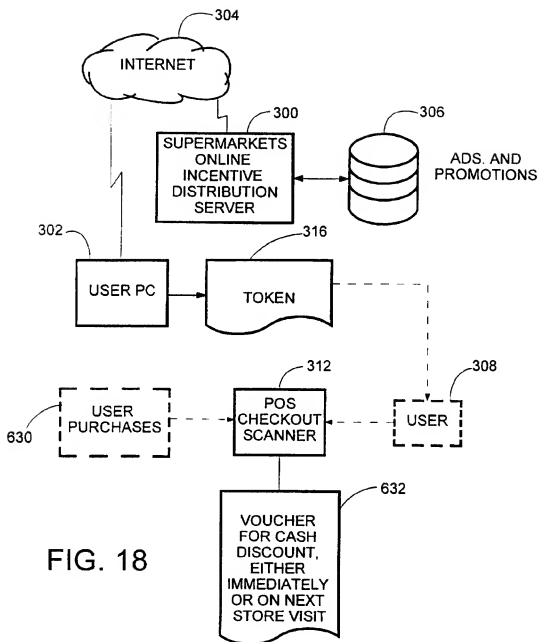 304
INTERNET
300
306
SUPERMARKETS
ONLINE
INCENTIVE
DISTRIBUTION
SERVER
ADS. AND
PROMOTIONS
302
316
USER PC
TOKEN
312
308
630
USER
PURCHASES
POS
CHECKOUT
SCANNER
USER
632
VOUCHER
FOR CASH
DISCOUNT,
EITHER
IMMEDIATELY
OR ON NEXT
STORE VISIT
FIG. 18